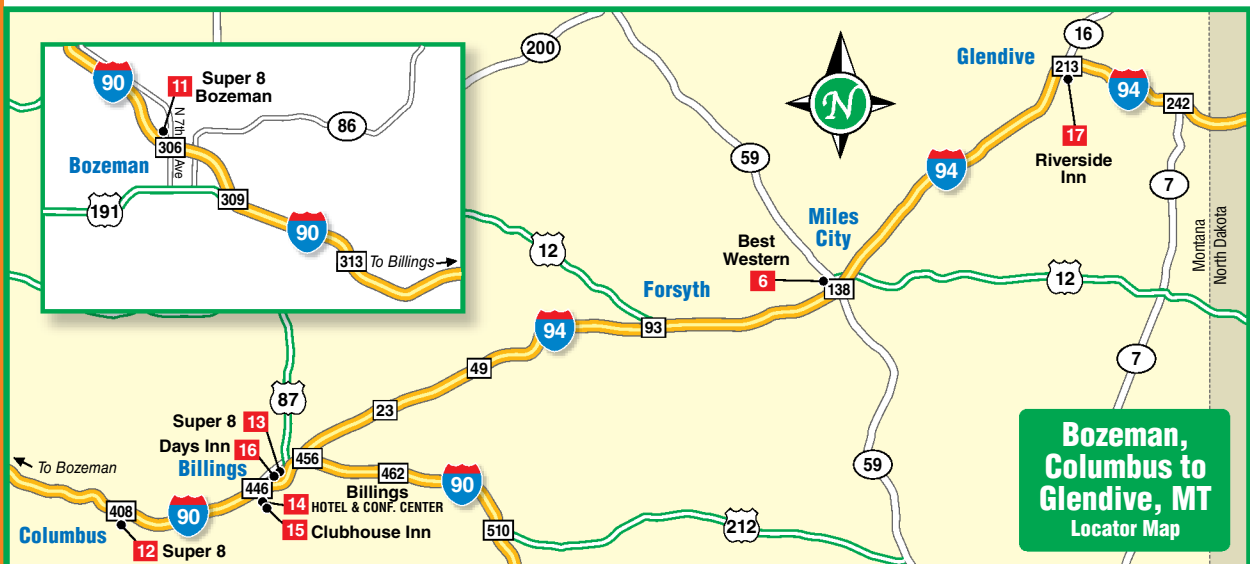 90
11
Super 8
Bozeman
N 7th
Ave
86
306
Bozeman
191
309
90
313
To Billings
200
59
N
Glendive
16
213
94
242
17
Riverside
Inn
94
7
Montana
North Dakota
Miles
City
Best
Western
6
138
12
12
Forsyth
93
94
49
23
87
7
Super 8
13
Days Inn
16
Billings
456
462
90
446
14
Billings
HOTEL & CONF. CENTER
15
Clubhouse Inn
To Bozeman
408
90
Columbus
12
Super 8
510
212
59
Bozeman,
Columbus to
Glendive, MT
Locator Map